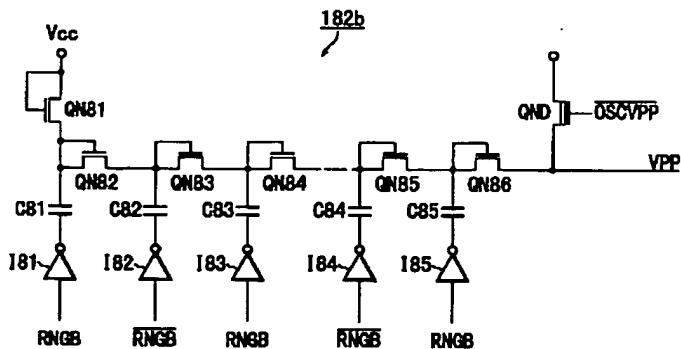 182b
Vcc
QN81
QND
OSCVPP
VPP
QN82
QN83
QN84
QN85
QN86
C81
C82
C83
C84
C85
I81
I82
I83
I84
I85
RNGB
RNGB
RNGB
RNGB
RNGB